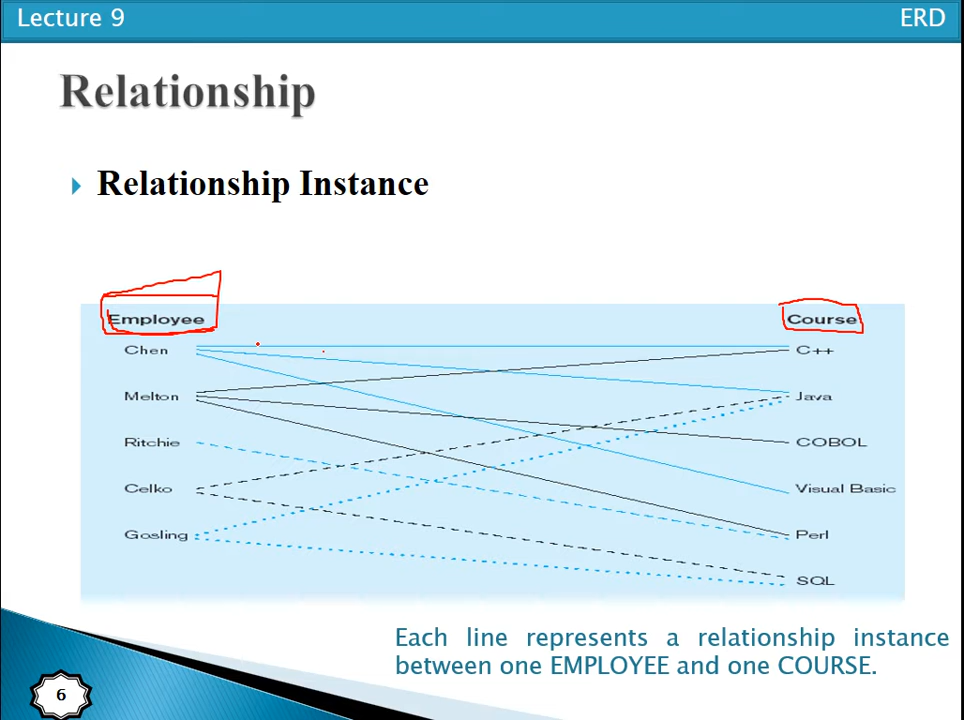 Lecture 9 ERD
Relationship
Relationship Instance
Employee Course
Chen C++
Melton Java
Ritchie COBOL
Celko Visual Basic
Gosling Perl
SQL
Each line represents a relationship instance
between one EMPLOYEE and one COURSE.
6